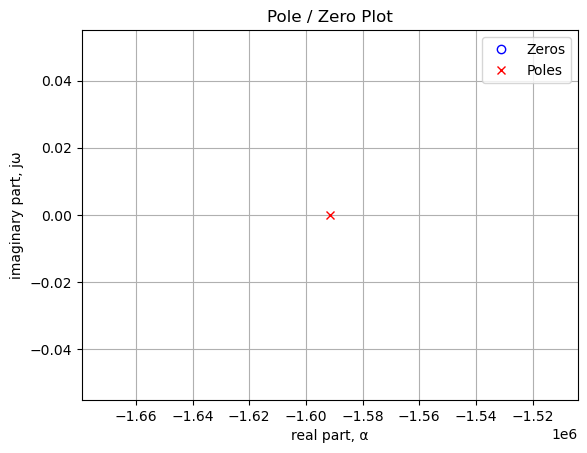 Pole / Zero Plot
Zeros
Poles
imaginary part, jω
0.04
0.02
0.00
−0.02
−0.04
−1.66 −1.64 −1.62 −1.60 −1.58 −1.56 −1.54 −1.52
real part, α
1e6